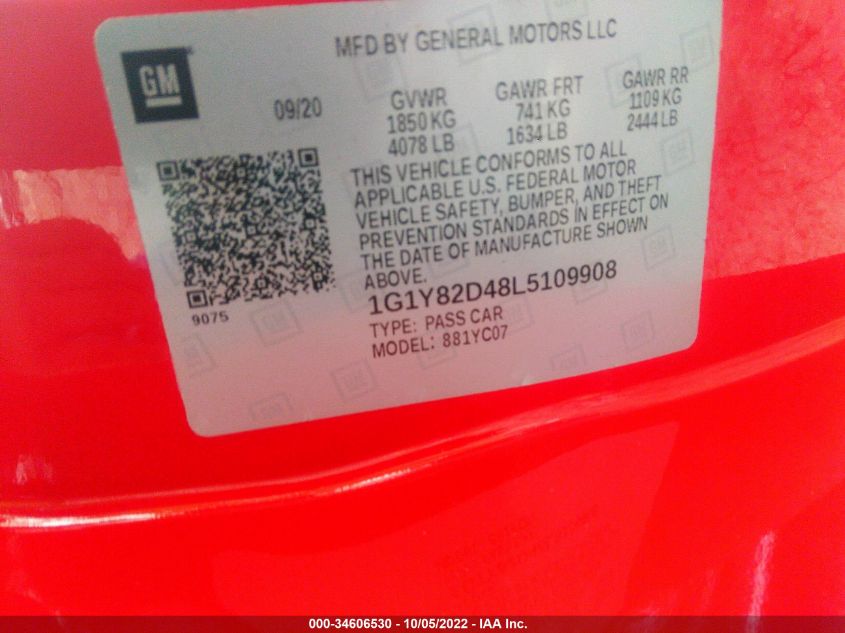 MFD BY GENERAL MOTORS LLC
GM
09/20
GVWR
1850 KG
4078 LB
GAWR FRT
741 KG
1634 LB
GAWR RR
1109 KG
2444 LB
THIS VEHICLE CONFORMS TO ALL
APPLICABLE U.S. FEDERAL MOTOR
VEHICLE SAFETY, BUMPER, AND THEFT
PREVENTION STANDARDS IN EFFECT ON
THE DATE OF MANUFACTURE SHOWN
ABOVE.
1G1Y82D48L5109908
TYPE: PASS CAR
MODEL: 881YC07
9075
000-34606530 - 10/05/2022 - IAA Inc.